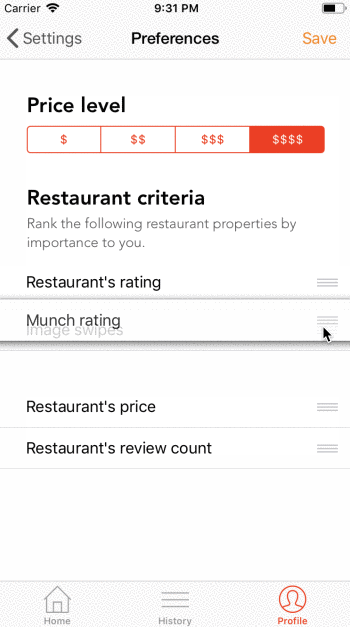 Carrier 9:31 PM
Settings Preferences Save
Price level
$ $$ $$$ $$$$
Restaurant criteria
Rank the following restaurant properties by
importance to you.
Restaurant's rating
Munch rating
Image swipes
Restaurant's price
Restaurant's review count
Home History Profile